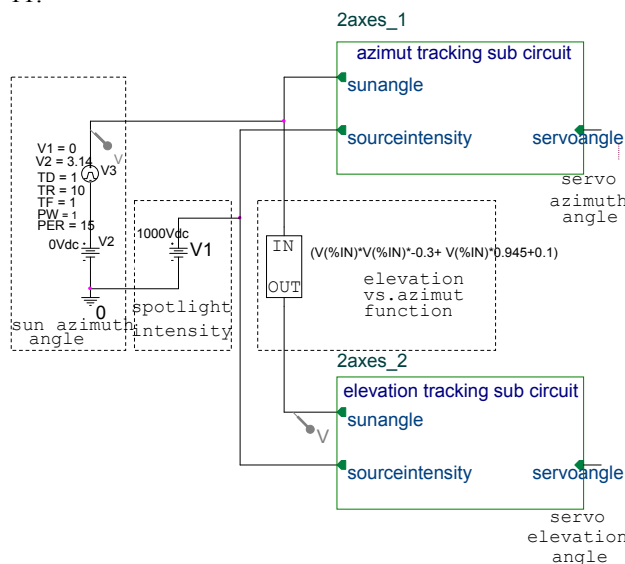 2axes_1
azimut tracking sub circuit
sunangle
sourceintensity
servoangle
servo
azimuth
angle
V1 = 0
V2 = 3.14
TD = 1
TR = 10
TF = 1
PW = 1
PER = 15
V3
V
0Vdc
V2
0
sun azimuth
angle
1000Vdc
V1
spotlight
intensity
IN
OUT
(V(%IN)*V(%IN)*-0.3+ V(%IN)*0.945+0.1)
elevation
vs.azimut
function
2axes_2
elevation tracking sub circuit
sunangle
V
sourceintensity
servoangle
servo
elevation
angle